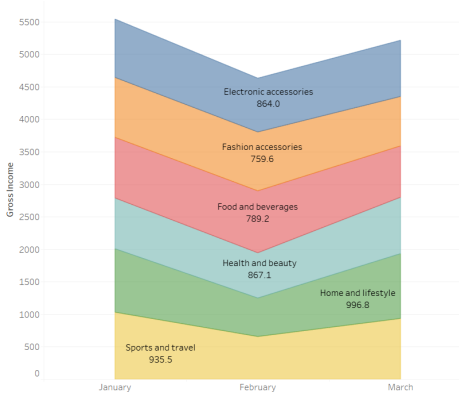 5500
5000
4500
4000
3500
3000
2500
2000
1500
1000
500
0
Gross Income
Electronic accessories
864.0
Fashion accessories
759.6
Food and beverages
789.2
Health and beauty
867.1
Home and lifestyle
996.8
Sports and travel
935.5
January
February
March